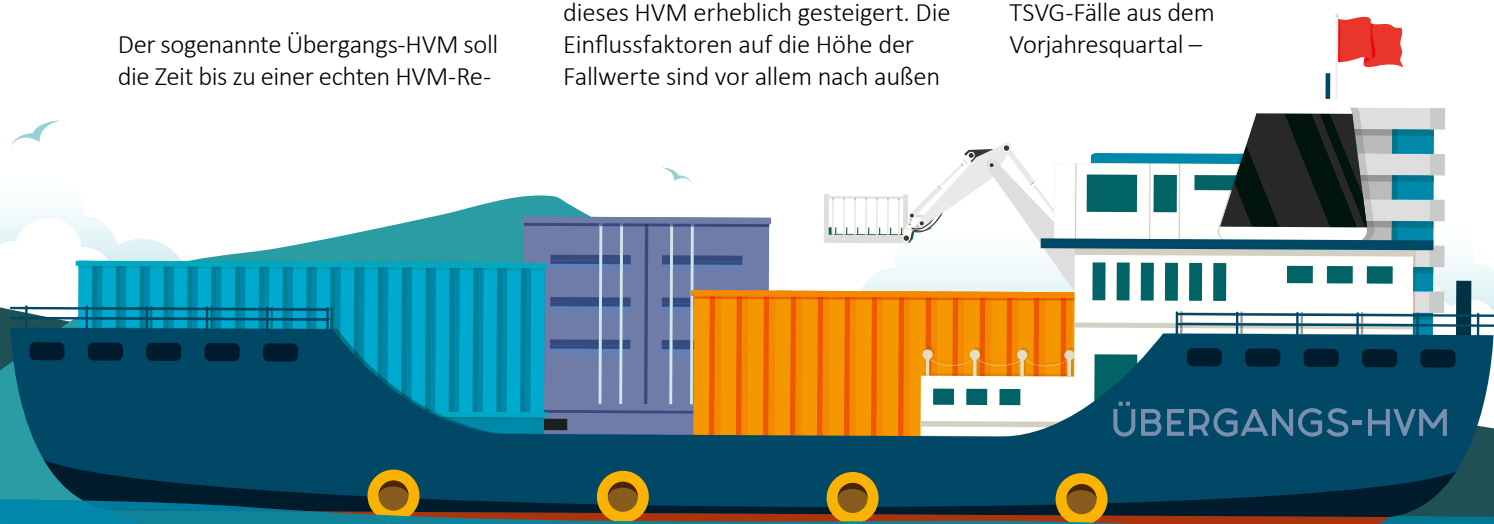 Der sogenannte Übergangs-HVM soll
die Zeit bis zu einer echten HVM-Re-
dieses HVM erheblich gesteigert. Die
Einflussfaktoren auf die Höhe der
Fallwerte sind vor allem nach außen
TSVG-Fälle aus dem
Vorjahresquartal –
ÜBERGANGS-HVM